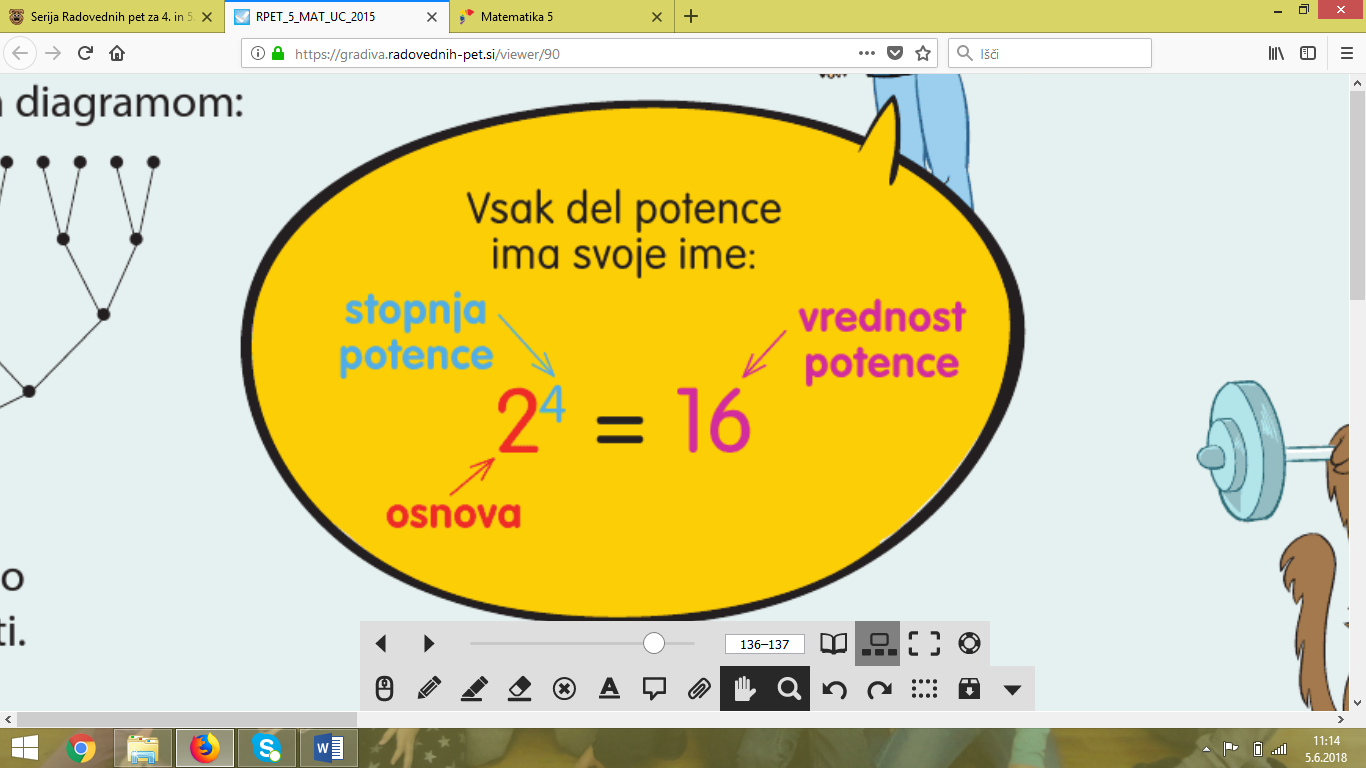 Serija Radovednih pet za 4. in 5.
RPET_5_MAT_UC_2015
Matematika 5
https://gradiva.radovednih-pet.si/viewer/90
Išči
diagramom:
Vsak del potence
ima svoje ime:
stopnja
potence
vrednost
potence
2⁴ = 16
osnova
o
ti.
136–137
11:14
5.6.2018